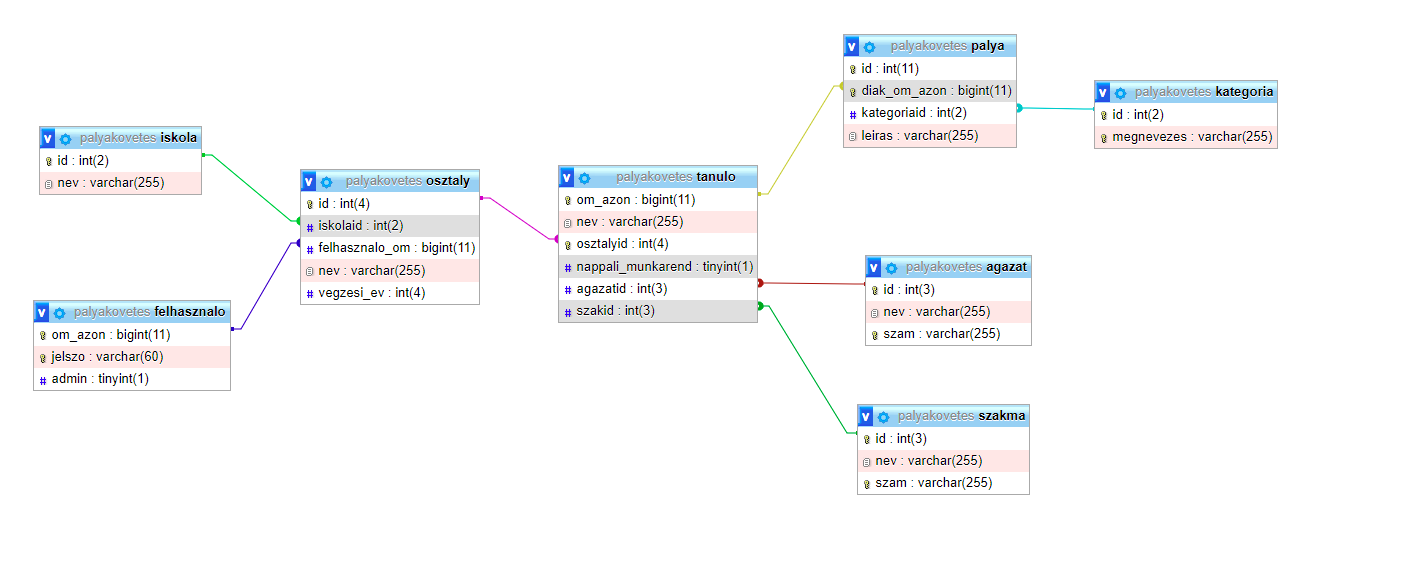 palyakovetes iskola
id : int(2)
nev : varchar(255)
palyakovetes felhasznalo
om_azon : bigint(11)
jelszo : varchar(60)
admin : tinyint(1)
palyakovetes osztaly
id : int(4)
iskolaid : int(2)
felhasznalo_om : bigint(11)
nev : varchar(255)
vegzesi_ev : int(4)
palyakovetes tanulo
om_azon : bigint(11)
nev : varchar(255)
osztalyid : int(4)
nappali_munkarend : tinyint(1)
agazatid : int(3)
szakid : int(3)
palyakovetes palya
id : int(11)
diak_om_azon : bigint(11)
kategoriaid : int(2)
leiras : varchar(255)
palyakovetes kategoria
id : int(2)
megnevezes : varchar(255)
palyakovetes agazat
id : int(3)
nev : varchar(255)
szam : varchar(255)
palyakovetes szakma
id : int(3)
nev : varchar(255)
szam : varchar(255)